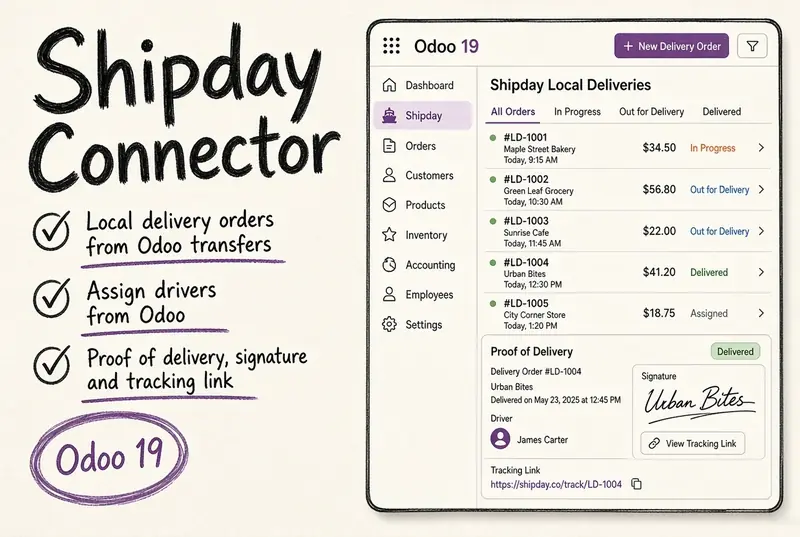 Shipday
Connector
Local delivery orders
from Odoo transfers
Assign drivers
from Odoo
Proof of delivery, signature
and tracking link
Odoo 19
Odoo 19
+ New Delivery Order
Dashboard
Shipday
Orders
Customers
Products
Inventory
Accounting
Employees
Settings
Shipday Local Deliveries
All Orders In Progress Out for Delivery Delivered
#LD-1001
Maple Street Bakery
Today, 9:15 AM
$34.50 In Progress
#LD-1002
Green Leaf Grocery
Today, 10:30 AM
$56.80 Out for Delivery
#LD-1003
Sunrise Cafe
Today, 11:45 AM
$22.00 Out for Delivery
#LD-1004
Urban Bites
Today, 12:30 PM
$41.20 Delivered
#LD-1005
City Corner Store
Today, 1:20 PM
$18.75 Assigned
Proof of Delivery
Delivered
Delivery Order #LD-1004
Urban Bites
Delivered on May 23, 2025 at 12:45 PM
Driver
James Carter
Signature
Urban Bites
View Tracking Link
Tracking Link
https://shipday.co/track/LD-1004